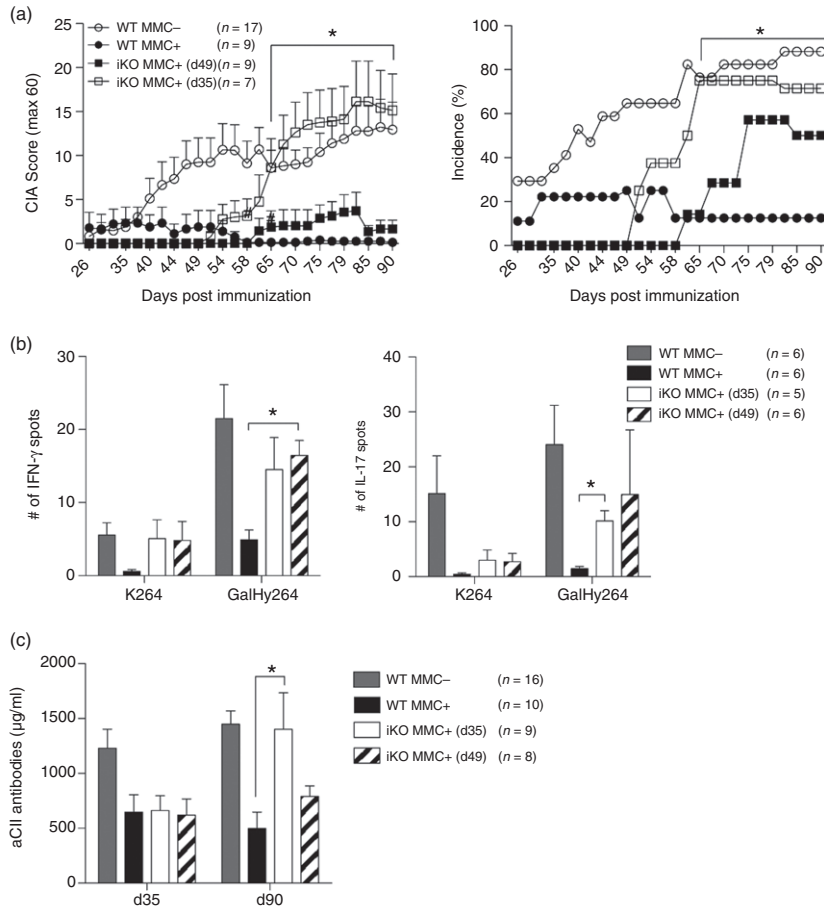 (a)
WT MMC– (n = 17)
WT MMC+ (n = 9)
iKO MMC+ (d49) (n = 9)
iKO MMC+ (d35) (n = 7)
*
CIA Score (max 60)
25
20
15
10
5
0
#
#
26
35
40
44
49
54
58
65
70
75
79
85
90
Days post immunization
*
Incidence (%)
100
80
60
40
20
0
26
35
40
44
49
54
58
65
70
75
79
85
90
Days post immunization
(b)
# of IFN-γ spots
30
20
10
0
*
K264
GalHy264
# of IL-17 spots
40
30
20
10
0
*
K264
GalHy264
WT MMC– (n = 6)
WT MMC+ (n = 6)
iKO MMC+ (d35) (n = 5)
iKO MMC+ (d49) (n = 6)
(c)
aCII antibodies (µg/ml)
2000
1500
1000
500
0
*
d35
d90
WT MMC– (n = 16)
WT MMC+ (n = 10)
iKO MMC+ (d35) (n = 9)
iKO MMC+ (d49) (n = 8)